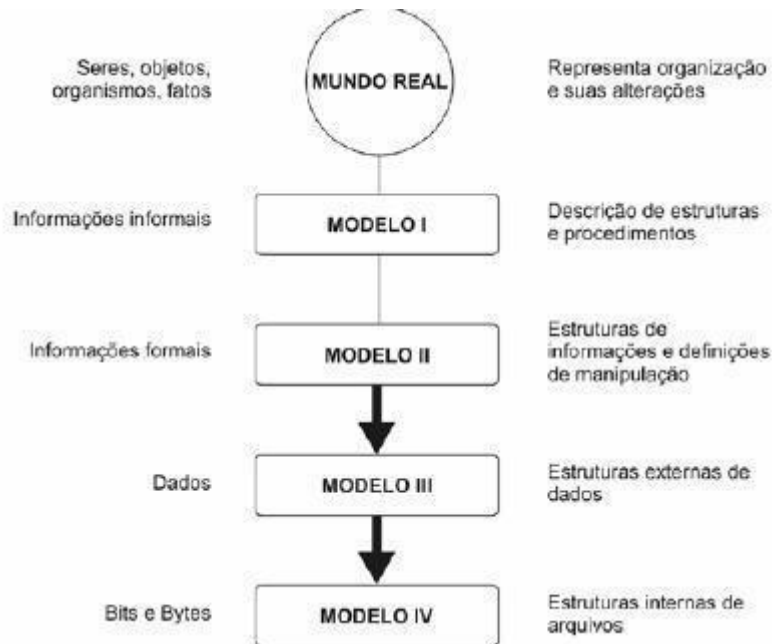 Seres, objetos,
organismos, fatos
MUNDO REAL
Representa organização
e suas alterações
Informações informais
MODELO I
Descrição de estruturas
e procedimentos
Informações formais
MODELO II
Estruturas de
informações e definições
de manipulação
Dados
MODELO III
Estruturas externas de
dados
Bits e Bytes
MODELO IV
Estruturas internas de
arquivos